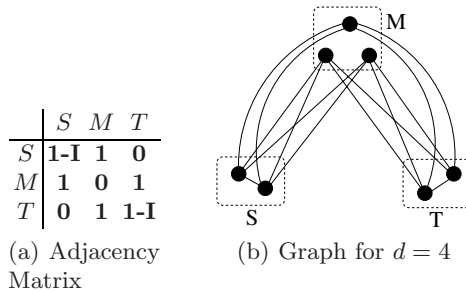 S M T
S 1-I 1 0
M 1 0 1
T 0 1 1-I
(a) Adjacency
Matrix
M
S
T
(b) Graph for d = 4